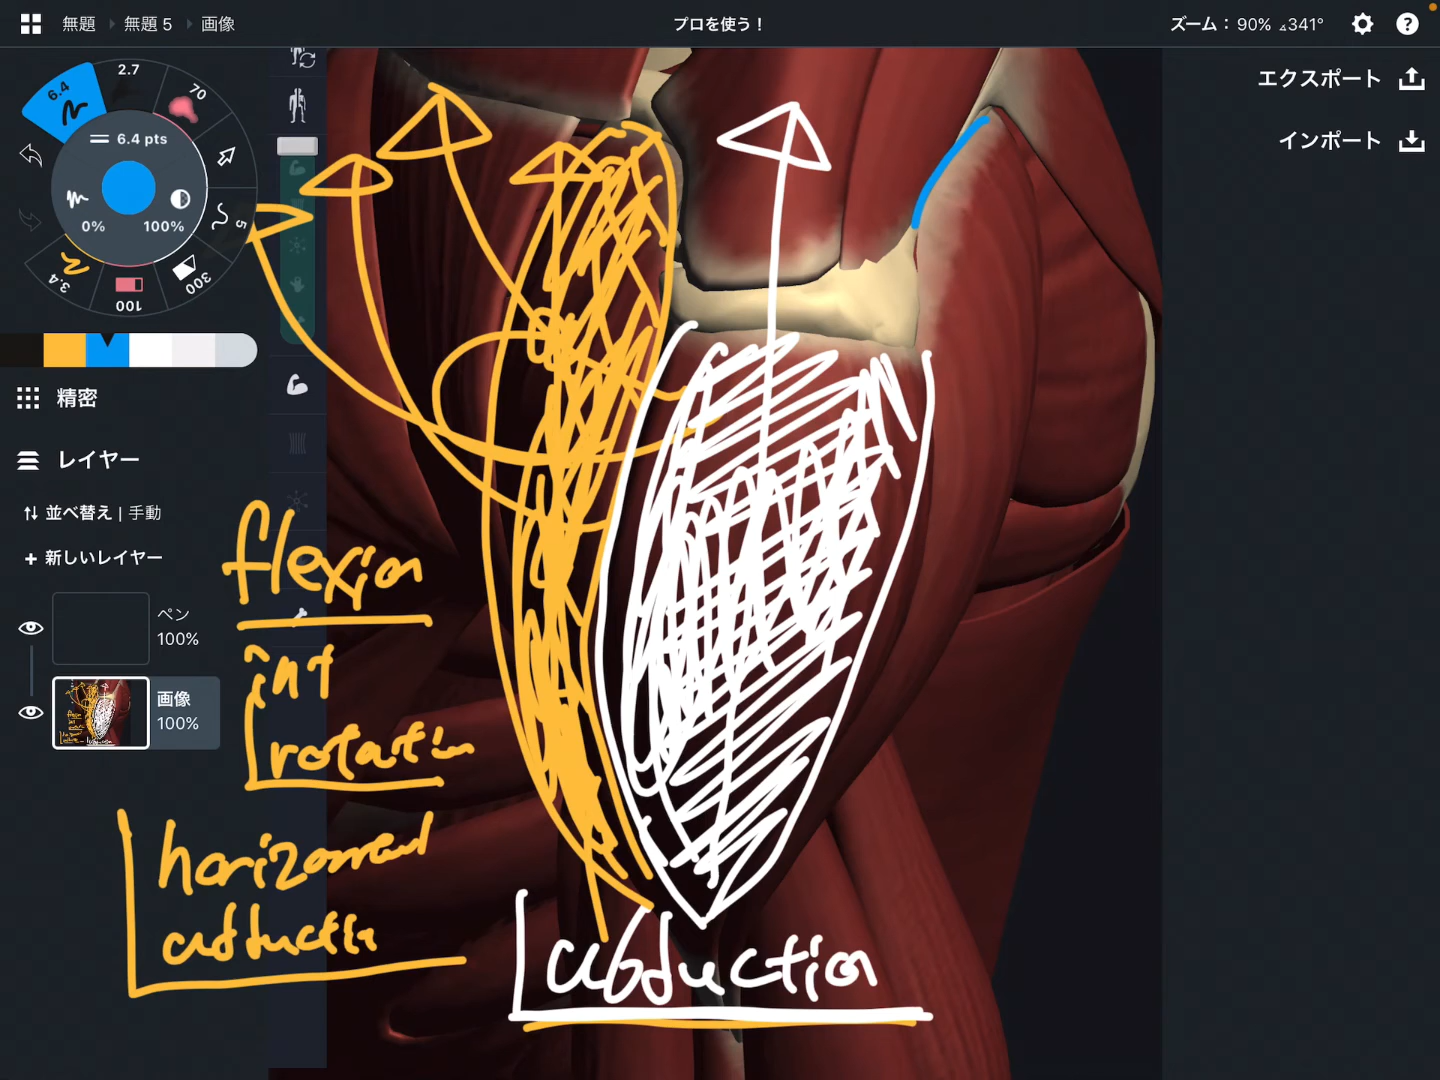 無題 無題 5 画像
プロを使う！
ズーム： 90% ⊿341°
エクスポート
インポート
6.4
2.7
70
6.4 pts
0%
100%
5
3.4
100
300
精密
レイヤー
並べ替え | 手動
+ 新しいレイヤー
ペン
100%
画像
100%
flexion
int
rotation
horizontal
adduction
abduction